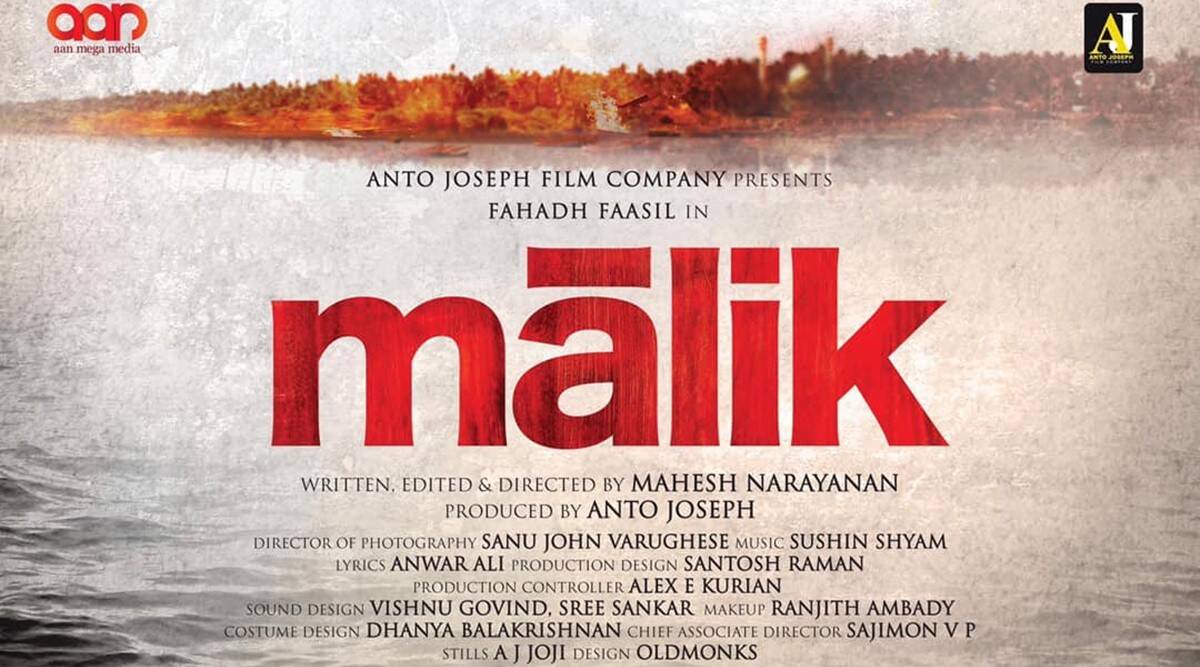 aan
aan mega media
AJ
ANTO JOSEPH
FILM COMPANY
ANTO JOSEPH FILM COMPANY PRESENTS
FAHADH FAASIL IN
mālik
WRITTEN, EDITED & DIRECTED BY MAHESH NARAYANAN
PRODUCED BY ANTO JOSEPH
DIRECTOR OF PHOTOGRAPHY SANU JOHN VARUGHESE MUSIC SUSHIN SHYAM
LYRICS ANWAR ALI PRODUCTION DESIGN SANTOSH RAMAN
PRODUCTION CONTROLLER ALEX E KURIAN
SOUND DESIGN VISHNU GOVIND, SREE SANKAR MAKEUP RANJITH AMBADY
COSTUME DESIGN DHANYA BALAKRISHNAN CHIEF ASSOCIATE DIRECTOR SAJIMON V P
STILLS A J JOJI DESIGN OLDMONKS